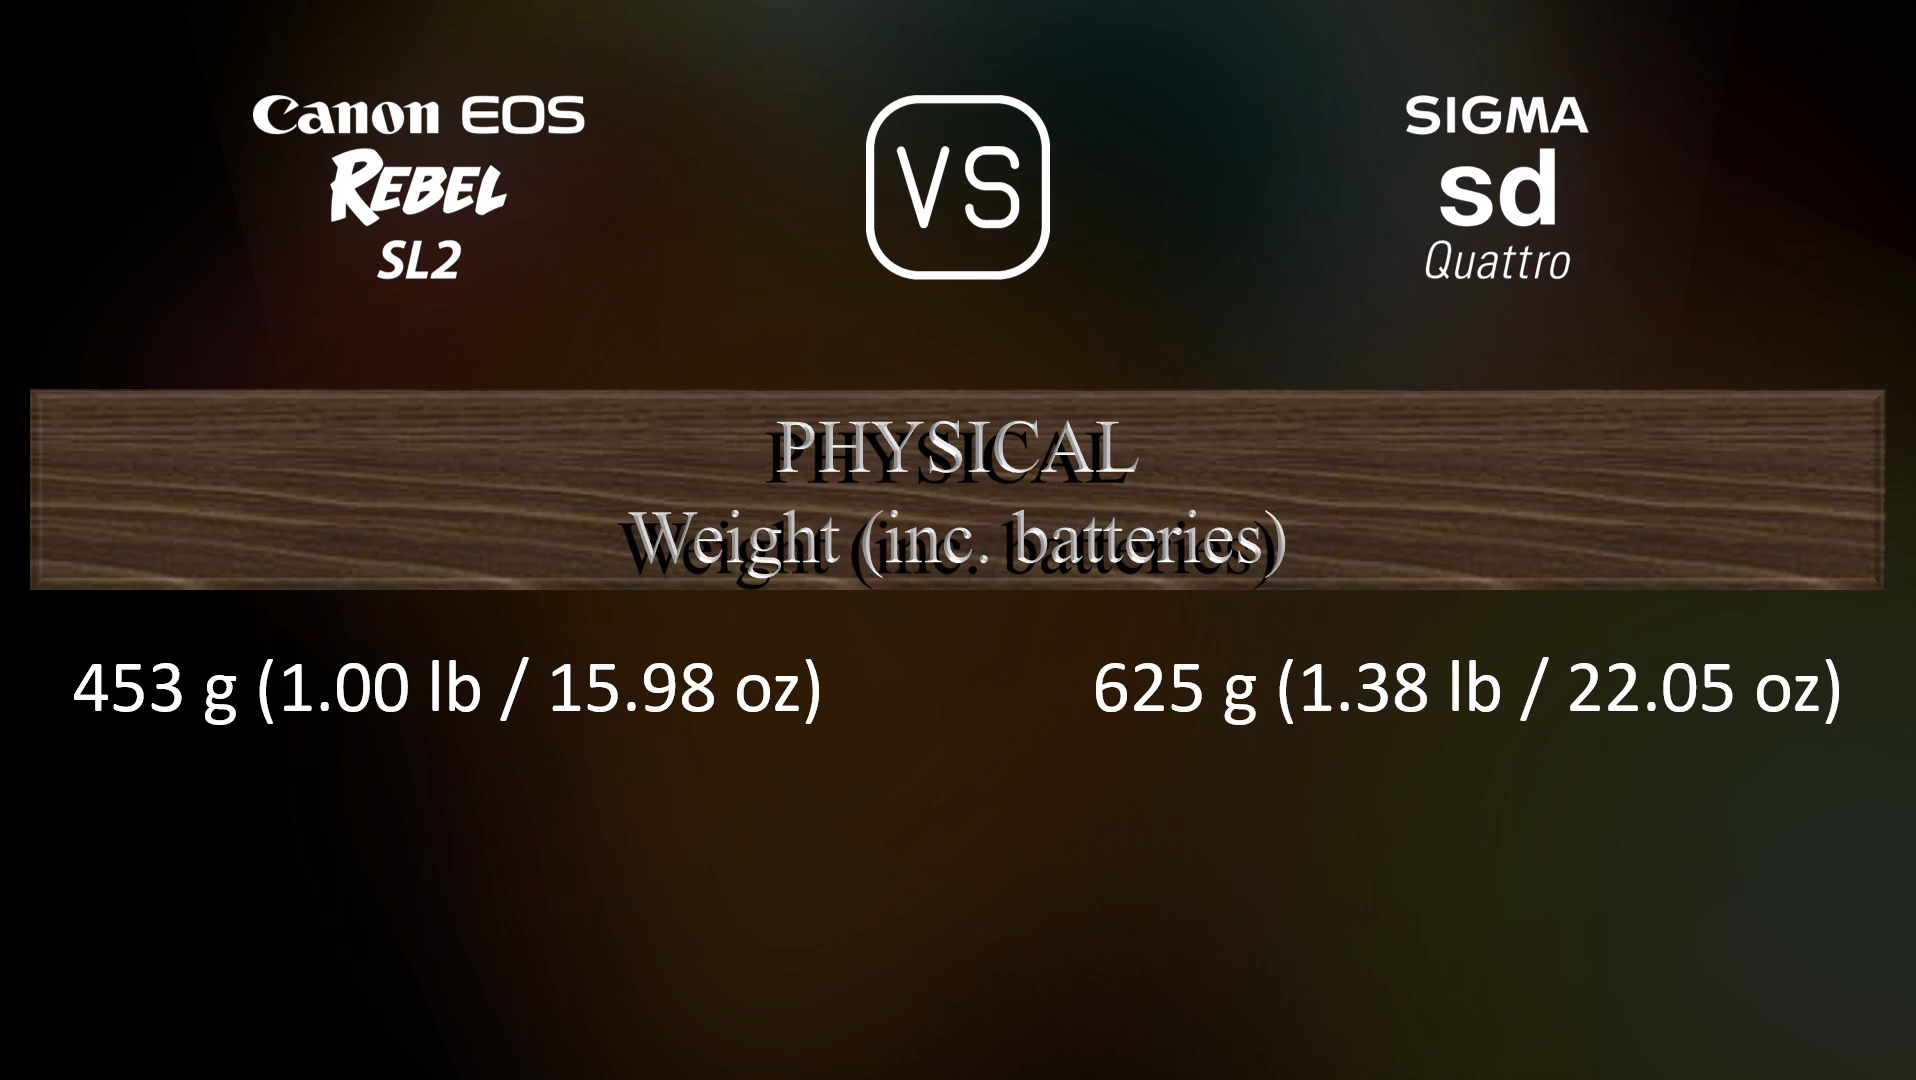 Canon EOS
REBEL
SL2
VS
SIGMA
sd
Quattro
PHYSICAL
Weight (inc. batteries)
453 g (1.00 lb / 15.98 oz)
625 g (1.38 lb / 22.05 oz)